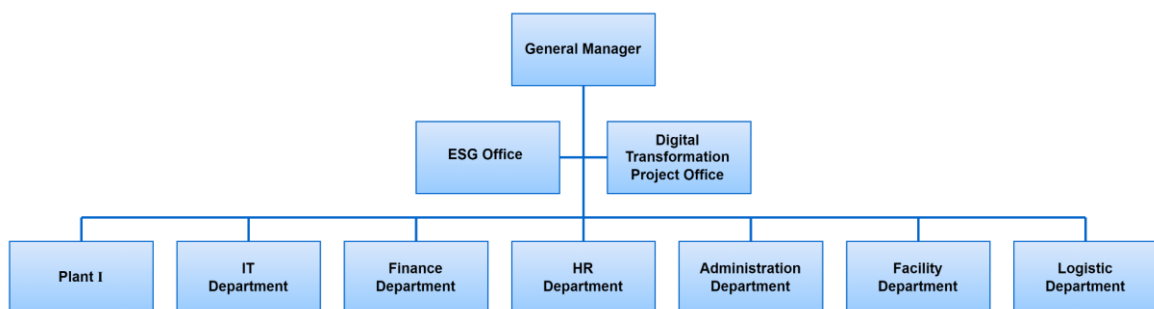 General Manager
ESG Office
Digital
Transformation
Project Office
Plant I
IT
Department
Finance
Department
HR
Department
Administration
Department
Facility
Department
Logistic
Department